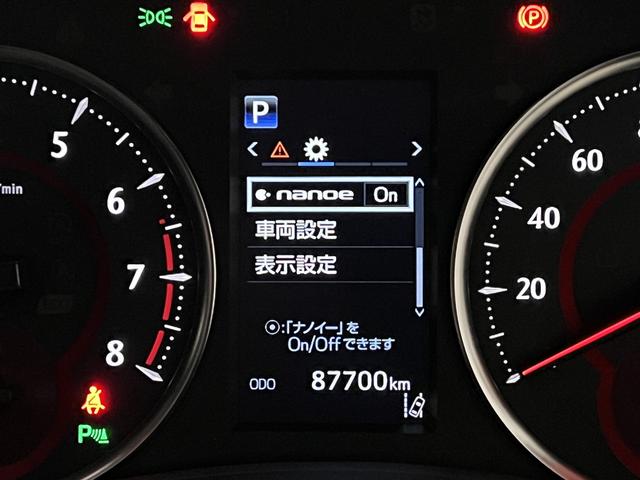 P
nanoe On
車両設定
表示設定
⦿:「ナノイー」を
On/Offできます
ODO 87700km
5
6
7
8
/min
60
40
20
P
P